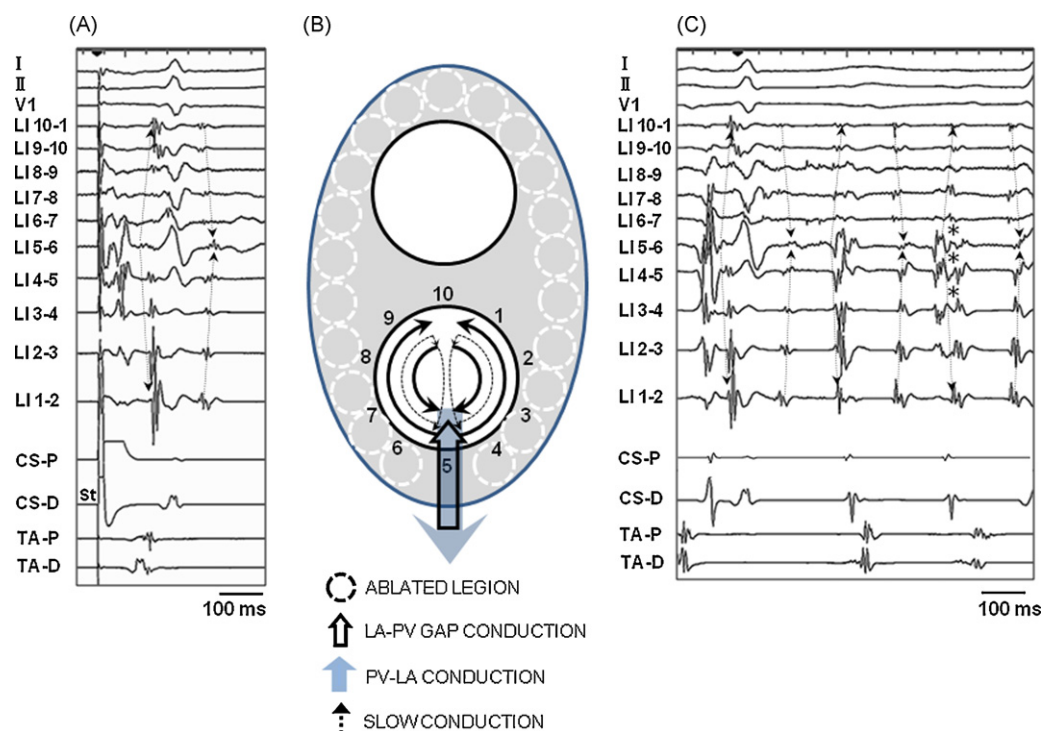 (A)
I
II
V1
LI 10-1
LI 9-10
LI 8-9
LI 7-8
LI 6-7
LI 5-6
LI 4-5
LI 3-4
LI 2-3
LI 1-2
CS-P
St
CS-D
TA-P
TA-D
100 ms
(B)
10
9 1
8 2
7 3
6 4
5
ABLATED LEGION
LA-PV GAP CONDUCTION
PV-LA CONDUCTION
SLOW CONDUCTION
(C)
I
II
V1
LI 10-1
LI 9-10
LI 8-9
LI 7-8
LI 6-7
LI 5-6
*
LI 4-5
*
LI 3-4
*
LI 2-3
LI 1-2
CS-P
CS-D
TA-P
TA-D
100 ms